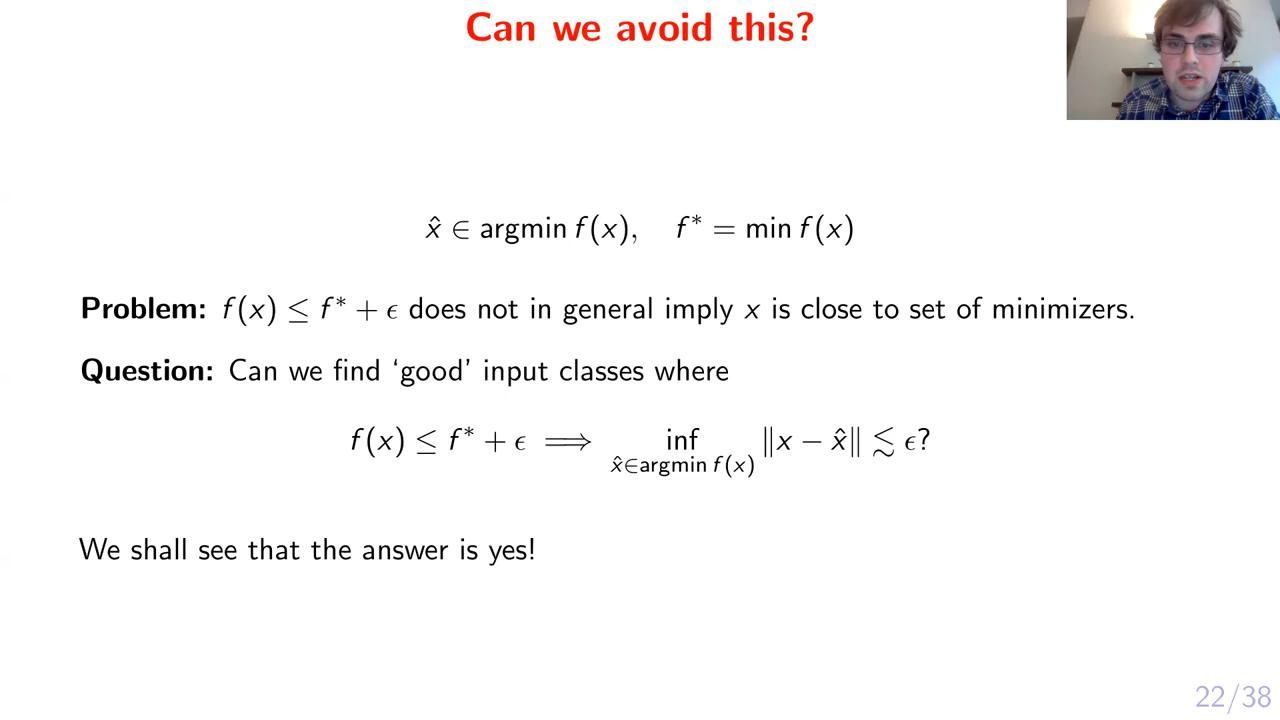 Can we avoid this?
x̂ ∈ argmin f(x), f* = min f(x)
Problem: f(x) ≤ f* + ϵ does not in general imply x is close to set of minimizers.
Question: Can we find ‘good’ input classes where
f(x) ≤ f* + ϵ ⟹ inf ‖x − x̂‖ ≲ ϵ?
x̂∈argmin f(x)
We shall see that the answer is yes!
22/38